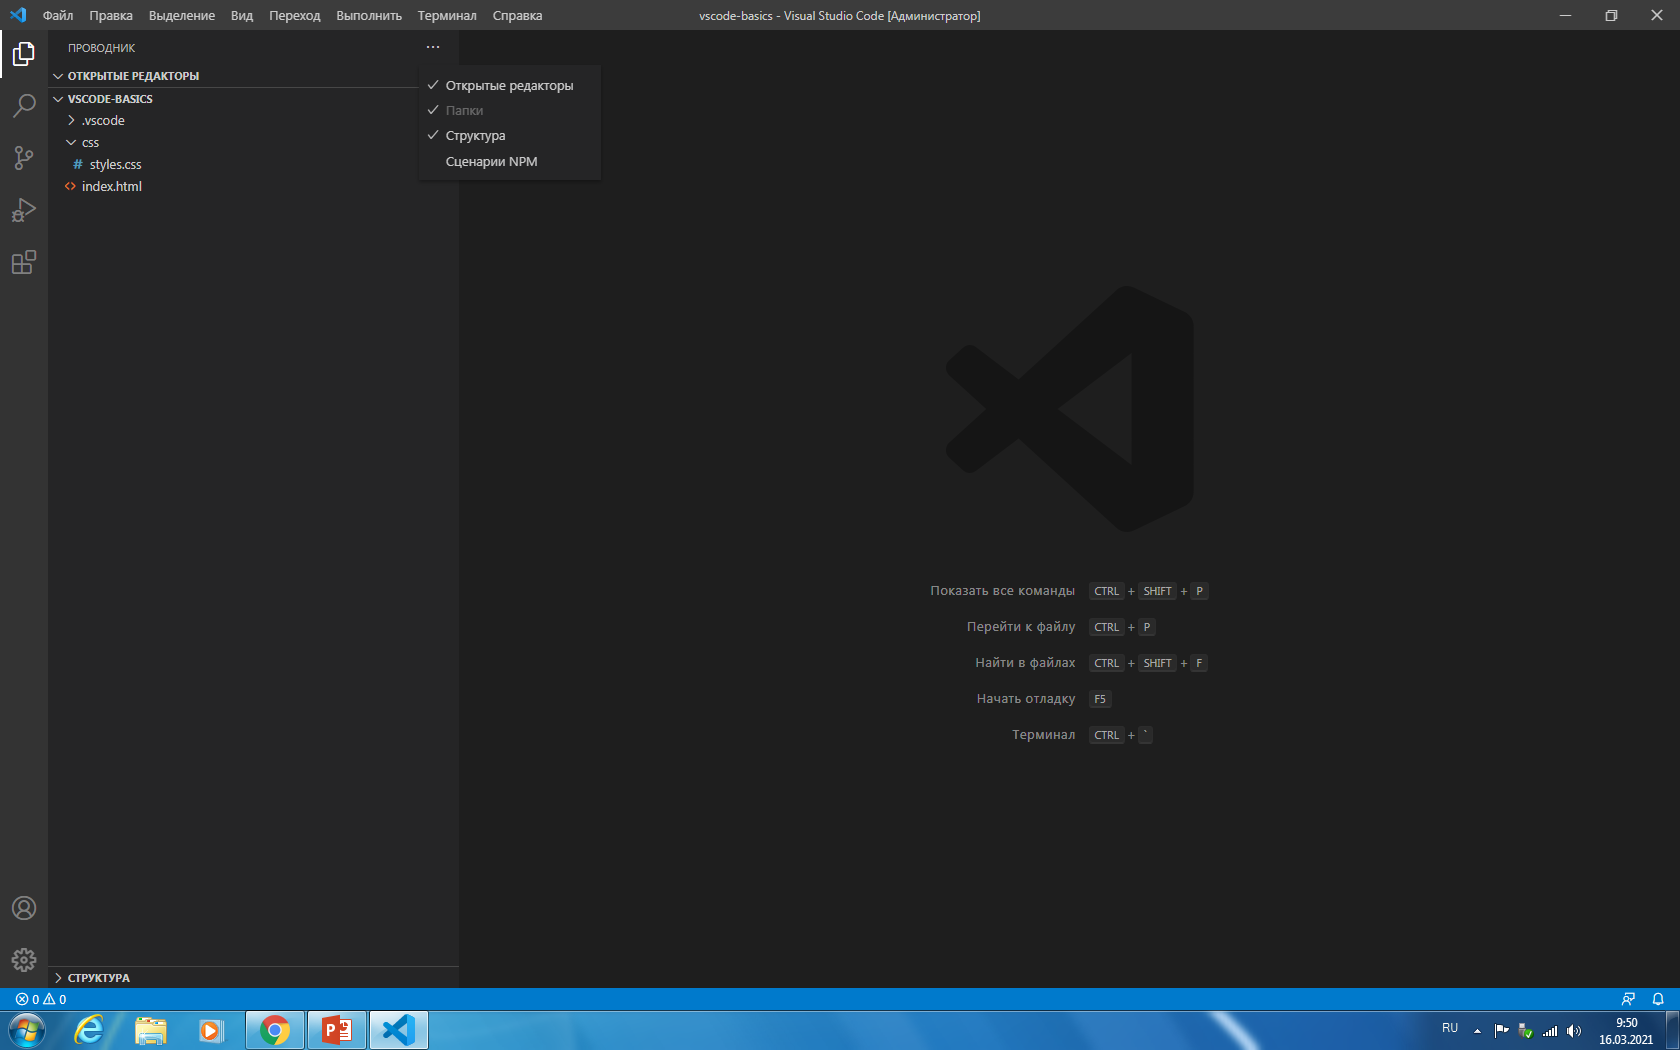 Файл Правка Выделение Вид Переход Выполнить Терминал Справка
vscode-basics - Visual Studio Code [Администратор]
ПРОВОДНИК
ОТКРЫТЫЕ РЕДАКТОРЫ
VSCODE-BASICS
.vscode
css
# styles.css
<> index.html
Открытые редакторы
Папки
Структура
Сценарии NPM
Показать все команды CTRL + SHIFT + P
Перейти к файлу CTRL + P
Найти в файлах CTRL + SHIFT + F
Начать отладку F5
Терминал CTRL + `
СТРУКТУРА
0 0
RU
9:50
16.03.2021